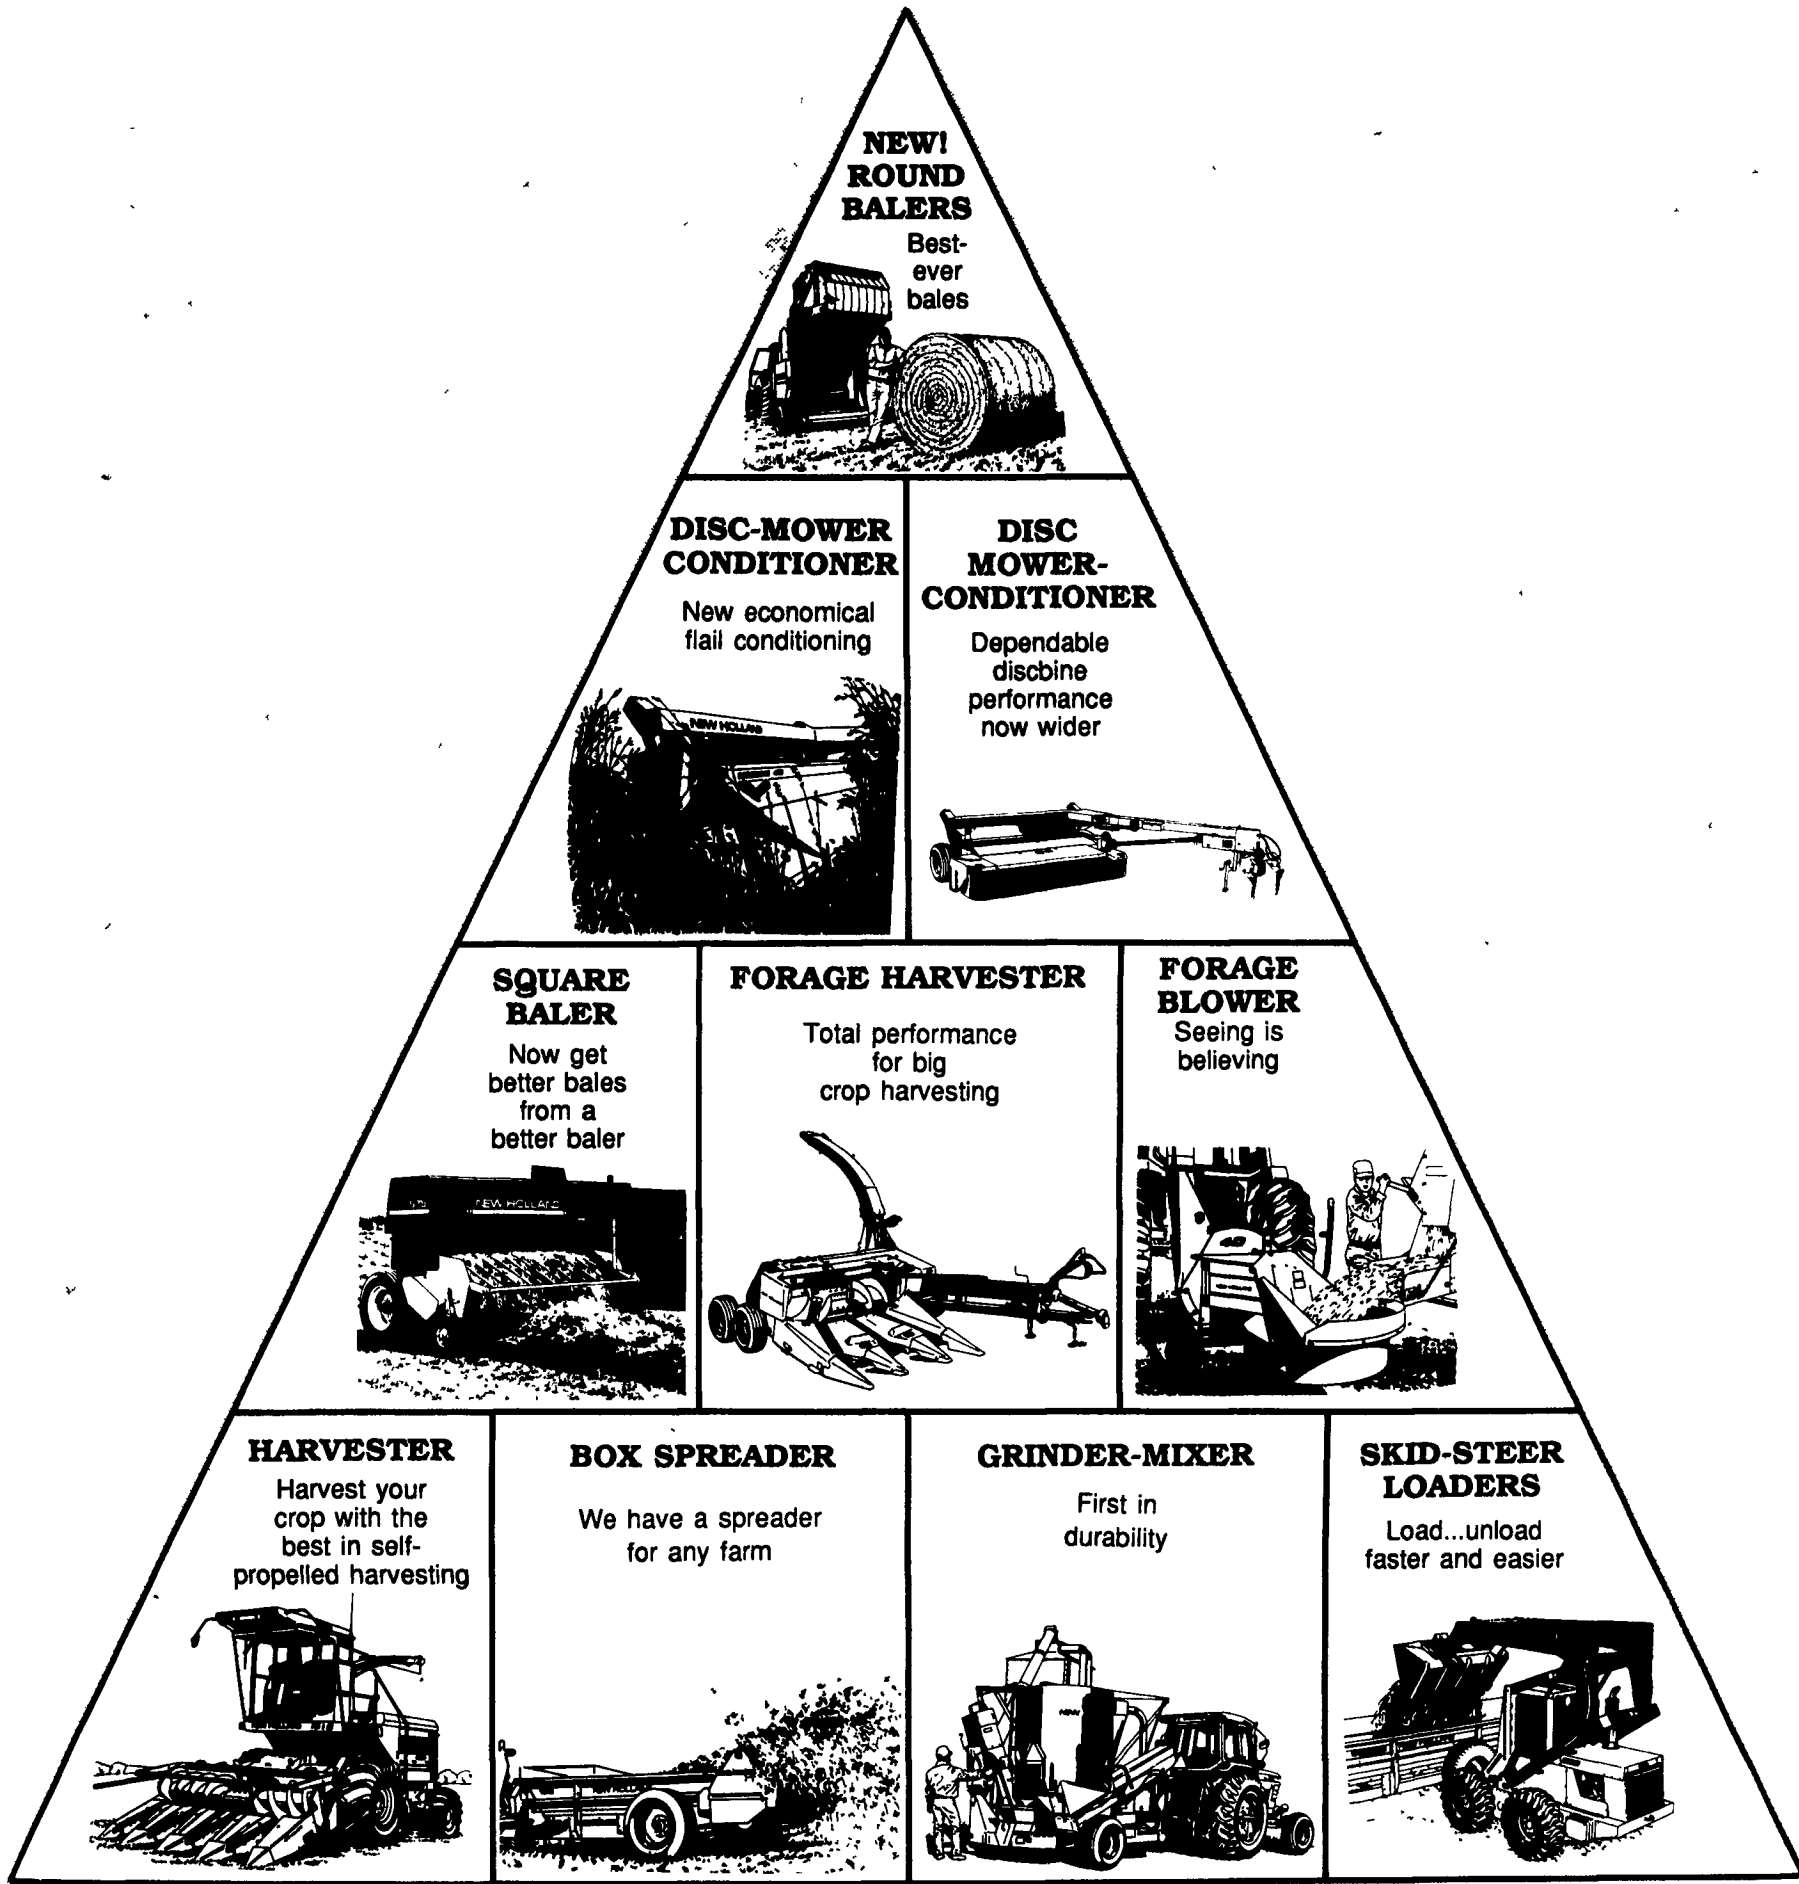 NEW!
ROUND
BALERS
Best-
ever
bales
DISC-MOWER
CONDITIONER
New economical
flail conditioning
NEW HOLLAND
DISC
MOWER-
CONDITIONER
Dependable
discbine
performance
now wider
SQUARE
BALER
Now get
better bales
from a
better baler
NEW HOLLAND
FORAGE HARVESTER
Total performance
for big
crop harvesting
FORAGE
BLOWER
Seeing is
believing
HARVESTER
Harvest your
crop with the
best in self-
propelled harvesting
BOX SPREADER
We have a spreader
for any farm
GRINDER-MIXER
First in
durability
NEW
SKID-STEER
LOADERS
Load...unload
faster and easier